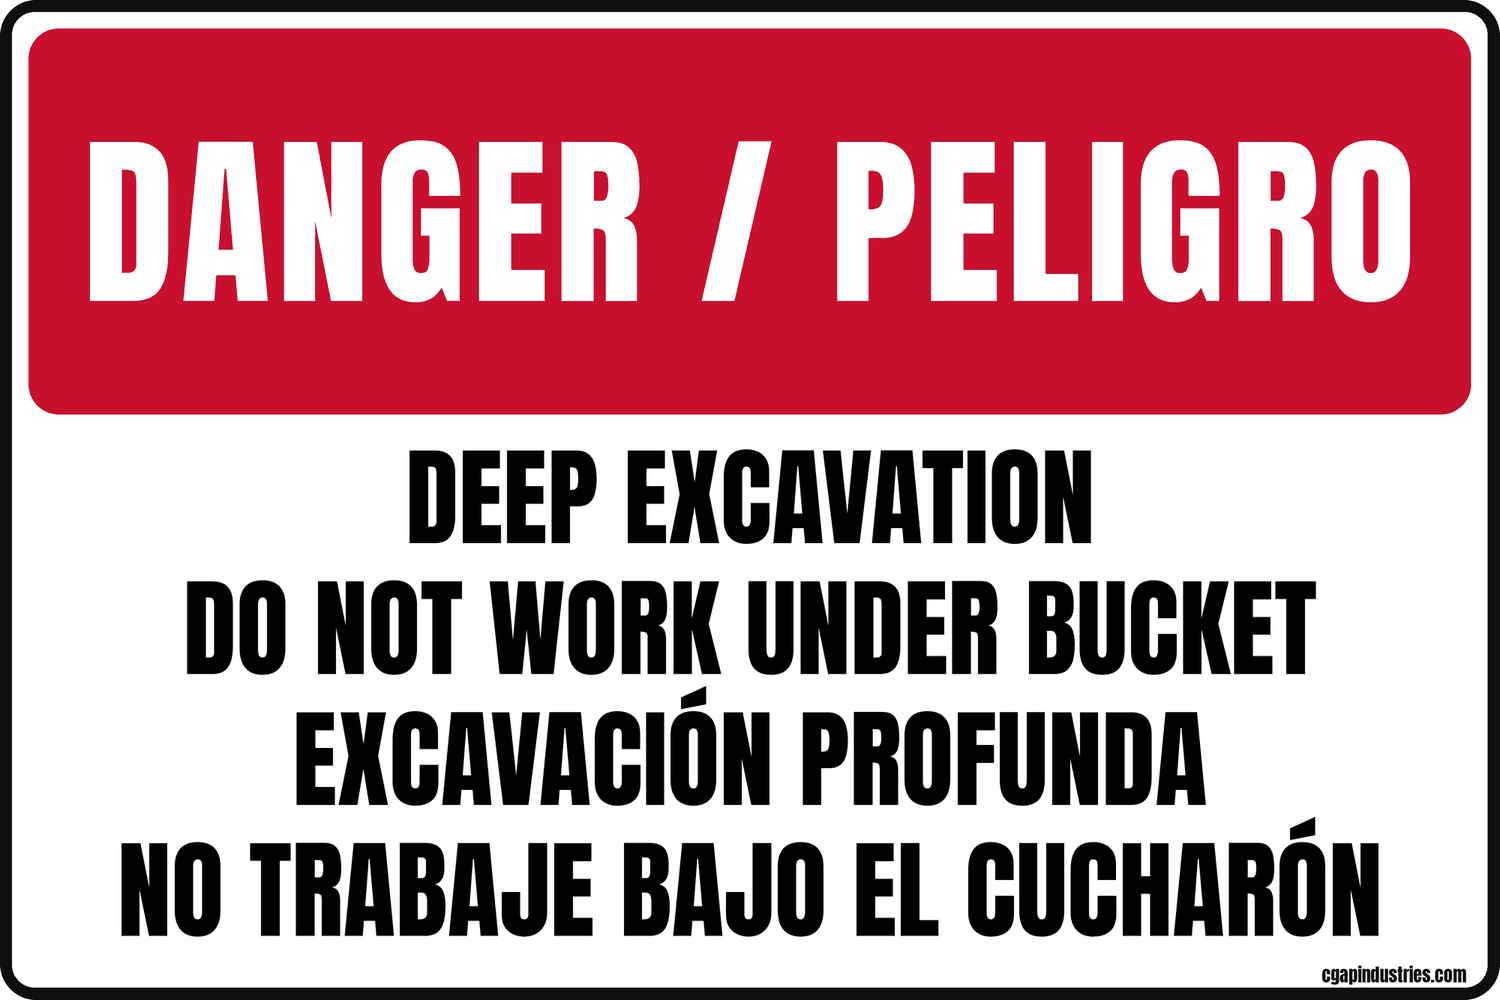 DANGER / PELIGRO
DEEP EXCAVATION
DO NOT WORK UNDER BUCKET
EXCAVACIÓN PROFUNDA
NO TRABAJE BAJO EL CUCHARÓN
cgapindustries.com